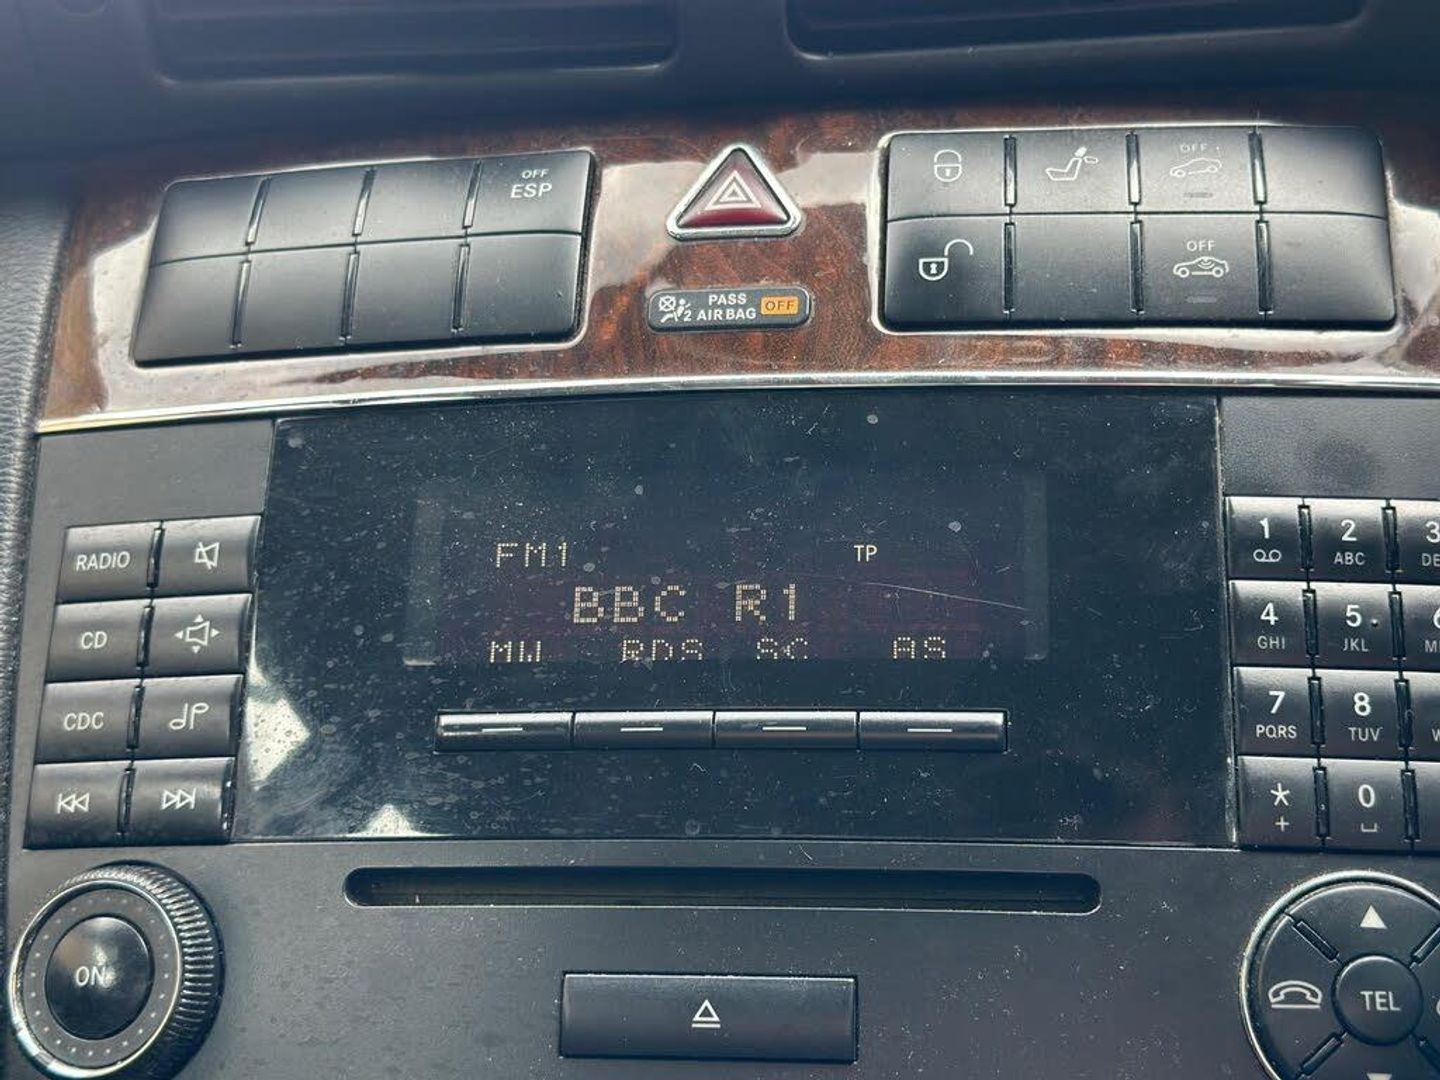 OFF
ESP
OFF
OFF
PASS
2 AIR BAG OFF
RADIO
CD
CDC
FM1 TP
BBC R1
MW RDS SC AS
1 2 3
ABC
4 5
GHI JKL
7 8
PQRS TUV
* 0
+
ON
TEL